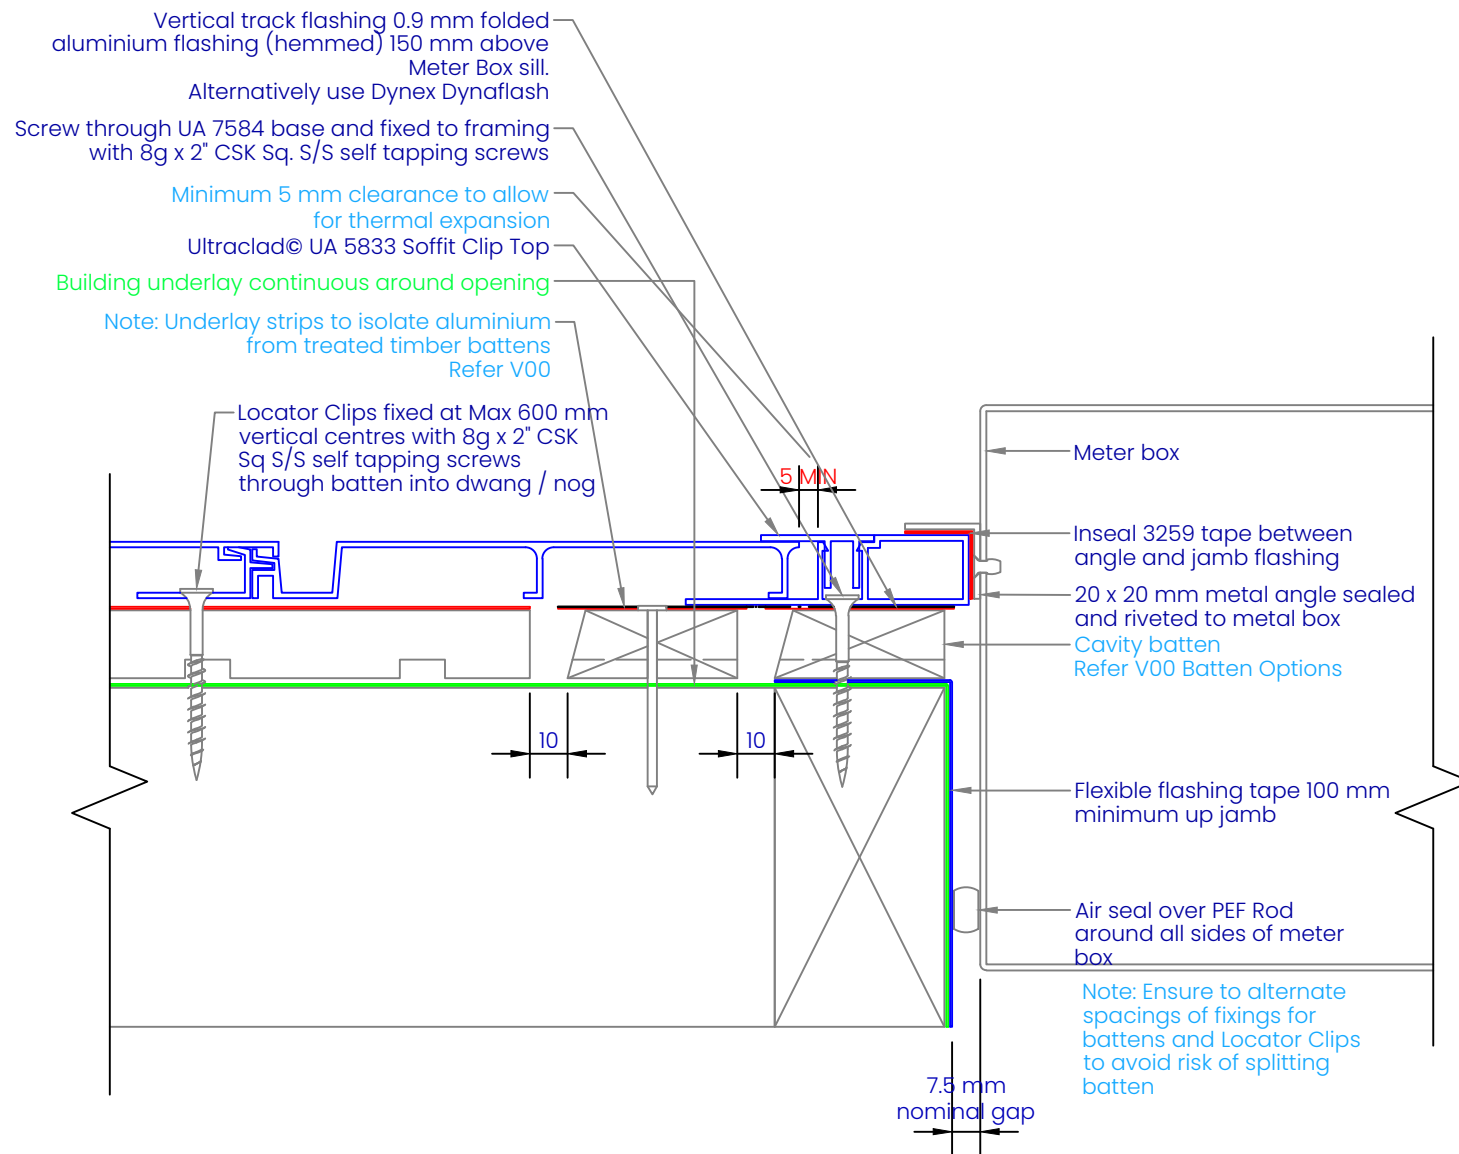 Vertical track flashing 0.9 mm folded
aluminium flashing (hemmed) 150 mm above
Meter Box sill.
Alternatively use Dynex Dynaflash
Screw through UA 7584 base and fixed to framing
with 8g x 2" CSK Sq. S/S self tapping screws
Minimum 5 mm clearance to allow
for thermal expansion
Ultraclad© UA 5833 Soffit Clip Top
Building underlay continuous around opening
Note: Underlay strips to isolate aluminium
from treated timber battens
Refer V00
Locator Clips fixed at Max 600 mm
vertical centres with 8g x 2" CSK
Sq S/S self tapping screws
through batten into dwang / nog
5 MIN
Meter box
Inseal 3259 tape between
angle and jamb flashing
20 x 20 mm metal angle sealed
and riveted to metal box
Cavity batten
Refer V00 Batten Options
10
10
Flexible flashing tape 100 mm
minimum up jamb
Air seal over PEF Rod
around all sides of meter
box
Note: Ensure to alternate
spacings of fixings for
battens and Locator Clips
to avoid risk of splitting
batten
7.5 mm
nominal gap